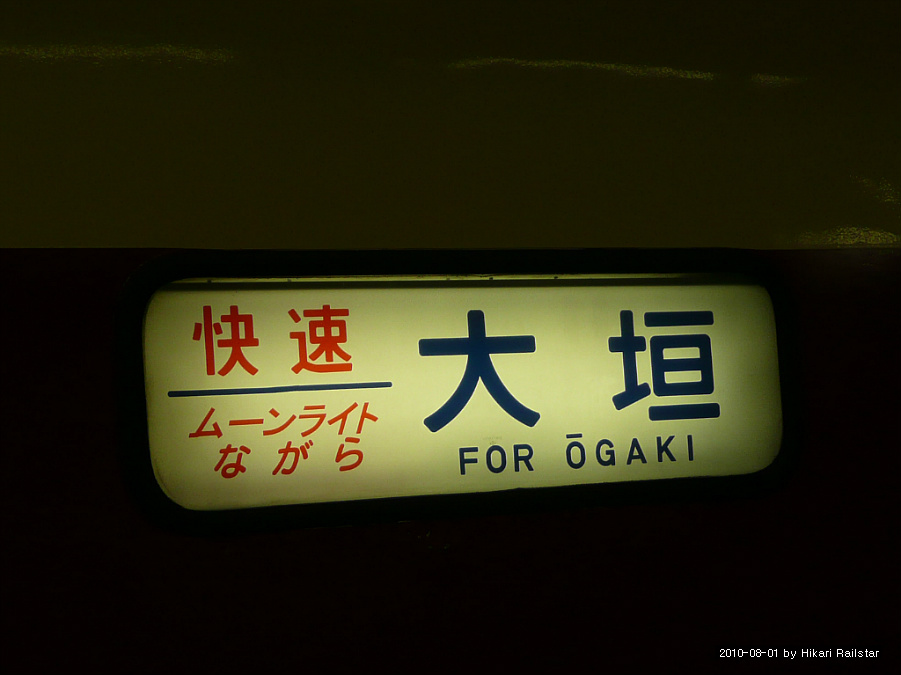 快速
ムーンライト
ながら
大垣
FOR ŌGAKI
2010-08-01 by Hikari Railstar